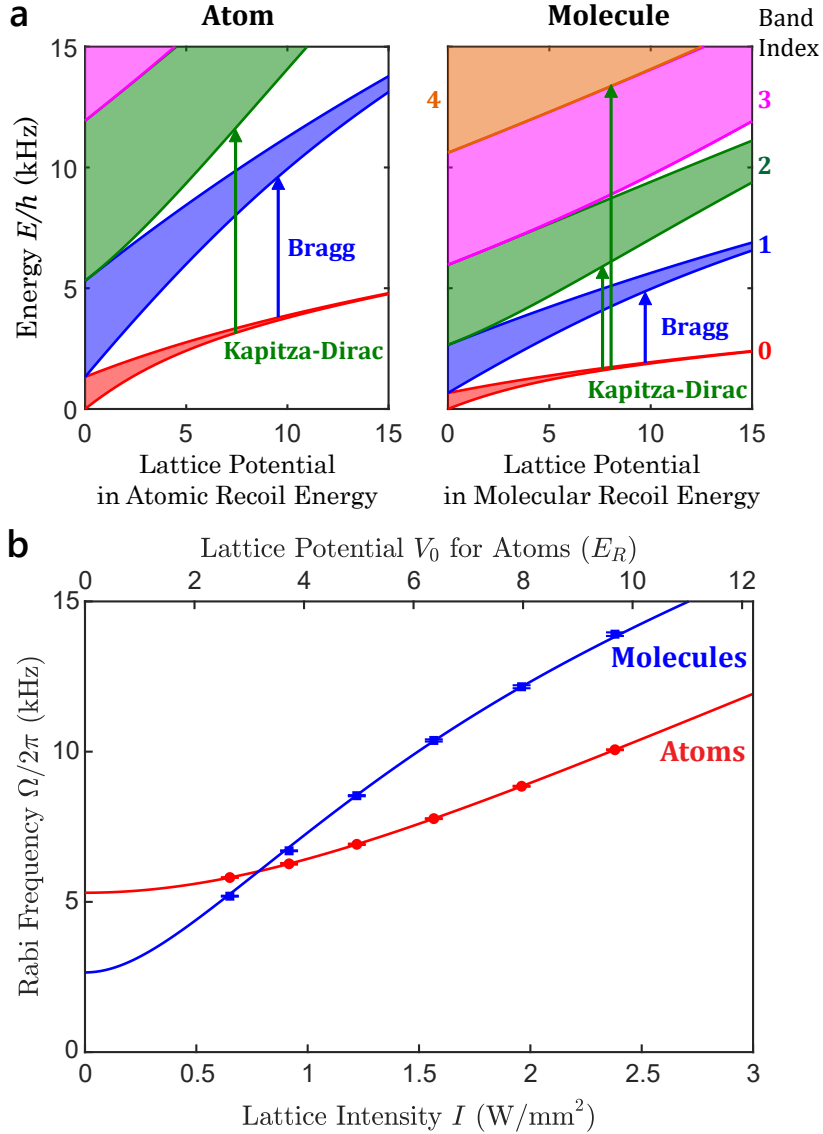 a
Atom
Molecule
Band
Index
15
10
5
0
Energy E/h (kHz)
Bragg
Kapitza-Dirac
0
5
10
15
Lattice Potential
in Atomic Recoil Energy
4
3
2
1
0
Bragg
Kapitza-Dirac
0
5
10
15
Lattice Potential
in Molecular Recoil Energy
b
Lattice Potential V₀ for Atoms (E_R)
0
2
4
6
8
10
12
15
10
5
0
Rabi Frequency Ω/2π (kHz)
Molecules
Atoms
0
0.5
1
1.5
2
2.5
3
Lattice Intensity I (W/mm²)